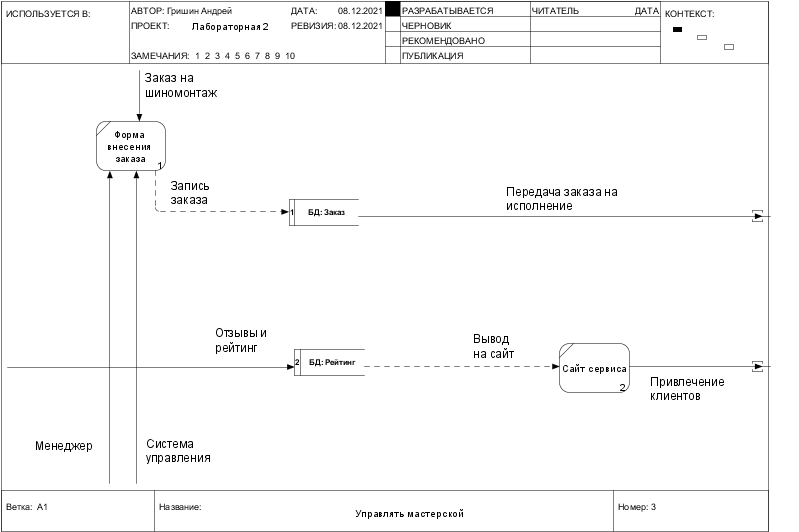 ИСПОЛЬЗУЕТСЯ В:
АВТОР: Гришин Андрей
ДАТА: 08.12.2021
РАЗРАБАТЫВАЕТСЯ
ЧИТАТЕЛЬ
ДАТА
КОНТЕКСТ:
ПРОЕКТ: Лабораторная 2
РЕВИЗИЯ: 08.12.2021
ЧЕРНОВИК
РЕКОМЕНДОВАНО
ЗАМЕЧАНИЯ: 1 2 3 4 5 6 7 8 9 10
ПУБЛИКАЦИЯ
Заказ на
шиномонтаж
Форма
внесения
заказа
1
Запись
заказа
1
БД: Заказ
Передача заказа на
исполнение
Отзывы и
рейтинг
2
БД: Рейтинг
Вывод
на сайт
Сайт сервиса
2
Привлечение
клиентов
Менеджер
Система
управления
Ветка: А1
Название:
Управлять мастерской
Номер: 3